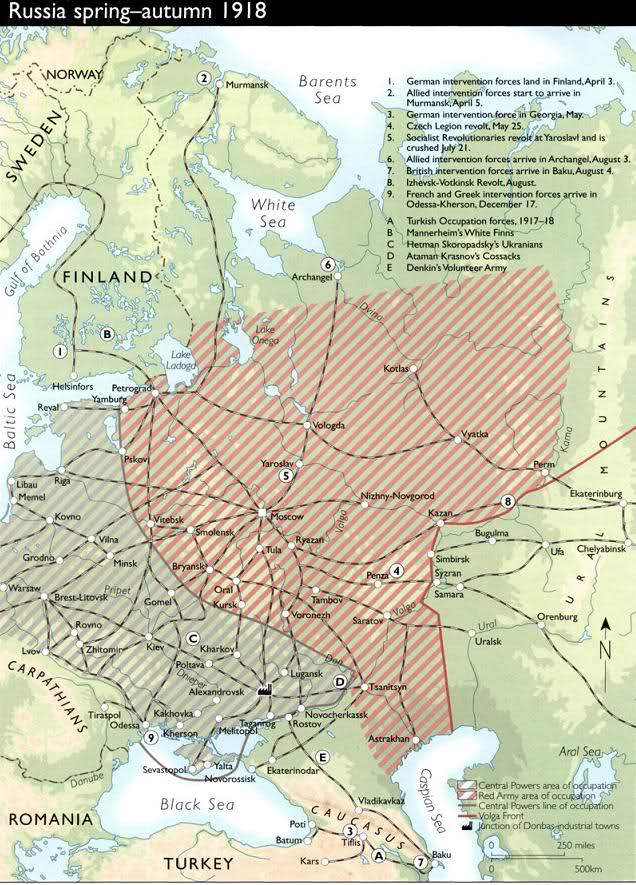 Russia spring–autumn 1918
1. German intervention forces land in Finland, April 3.
2. Allied intervention forces start to arrive in
Murmansk, April 5.
3. German intervention force in Georgia, May.
4. Czech Legion revolt, May 25.
5. Socialist Revolutionaries revolt at Yaroslavl and is
crushed July 21.
6. Allied intervention forces arrive in Archangel, August 3.
7. British intervention forces arrive in Baku, August 4.
8. Izhevsk-Votkinsk Revolt, August.
9. French and Greek intervention forces arrive in
Odessa-Kherson, December 17.
A Turkish Occupation forces, 1917–18
B Mannerheim's White Finns
C Hetman Skoropadsky's Ukranians
D Ataman Krasnov's Cossacks
E Denkin's Volunteer Army
NORWAY
2
Murmansk
Barents
Sea
SWEDEN
White
Sea
Gulf of Bothnia
6
Archangel
FINLAND
Dvina
B
Lake
Onega
1
Lake
Ladoga
Kotlas
Helsinfors
Petrograd
Yamburg
Reval
Baltic Sea
Vologda
Vyatka
Kama
Pskov
Yaroslav
5
Perm
Riga
Libau
Memel
Nizhny-Novgorod
8
Ekaterinburg
Kovno
Vitebsk
Moscow
Kazan
Smolensk
Volga
Vilna
Ryazan
Bugulma
Chelyabinsk
Grodno
Minsk
Tula
Simbirsk
Ufa
Bryansk
4
Penza
Syzran
Samara
Warsaw
Pripet
Brest-Litovsk
Oral
Tambov
Gomel
Kursk
Voronezh
Volga
Saratov
Orenburg
Rovno
Ural
Uralsk
C
Kiev
Kharkov
Lvov
Zhitomir
Poltava
Don
N
Dnieper
Lugansk
D
Tsanitsyn
Alexandrovsk
CARPATHIANS
Kakhovka
Novocherkassk
Tiraspol
Taganrog
Rostov
Odessa
Kherson
Melitopol
Astrakhan
9
Aral Sea
Sevastopol
Yalta
E
Novorossisk
Ekaterinodar
Danube
Caspian Sea
Black Sea
Vladikavkaz
ROMANIA
CAUCASUS
Poti
3
Batum
Tiflis
TURKEY
Kars
A
7
Baku
URAL MOUNTAINS
Central Powers area of occupation
Red Army area of occupation
Central Powers line of occupation
Volga Front
Junction of Donbas industrial towns
0 250 miles
0 500km